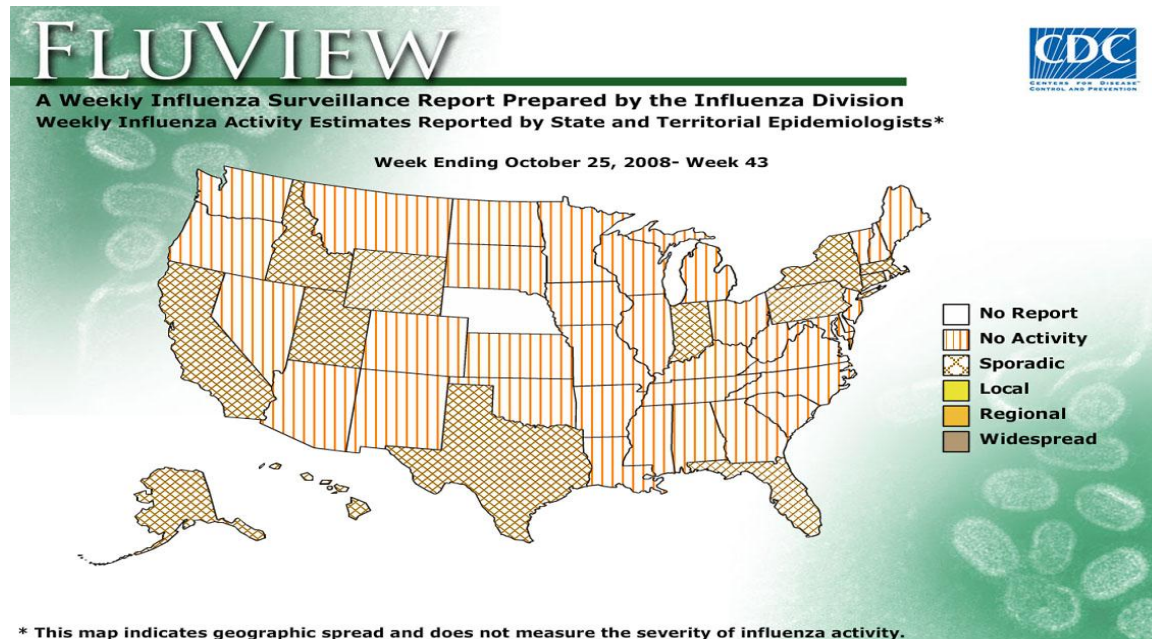 FLUVIEW
CDC
CENTERS FOR DISEASE™
CONTROL AND PREVENTION
A Weekly Influenza Surveillance Report Prepared by the Influenza Division
Weekly Influenza Activity Estimates Reported by State and Territorial Epidemiologists*
Week Ending October 25, 2008- Week 43
No Report
No Activity
Sporadic
Local
Regional
Widespread
* This map indicates geographic spread and does not measure the severity of influenza activity.